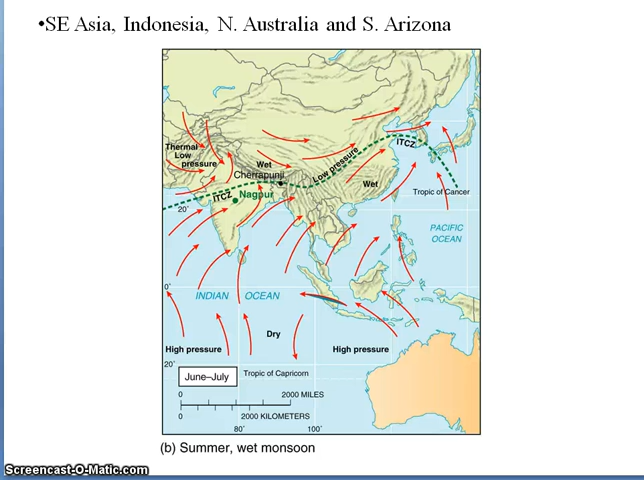 •SE Asia, Indonesia, N. Australia and S. Arizona
ITCZ
Thermal
Low
pressure
Low pressure
Wet
Cherrapunji
Wet
Tropic of Cancer
ITCZ
Nagpur
20°
PACIFIC
OCEAN
0°
INDIAN OCEAN
Dry
High pressure
High pressure
20°
June–July
Tropic of Capricorn
0 2000 MILES
0 2000 KILOMETERS
80° 100°
(b) Summer, wet monsoon
Screencast-O-Matic.com